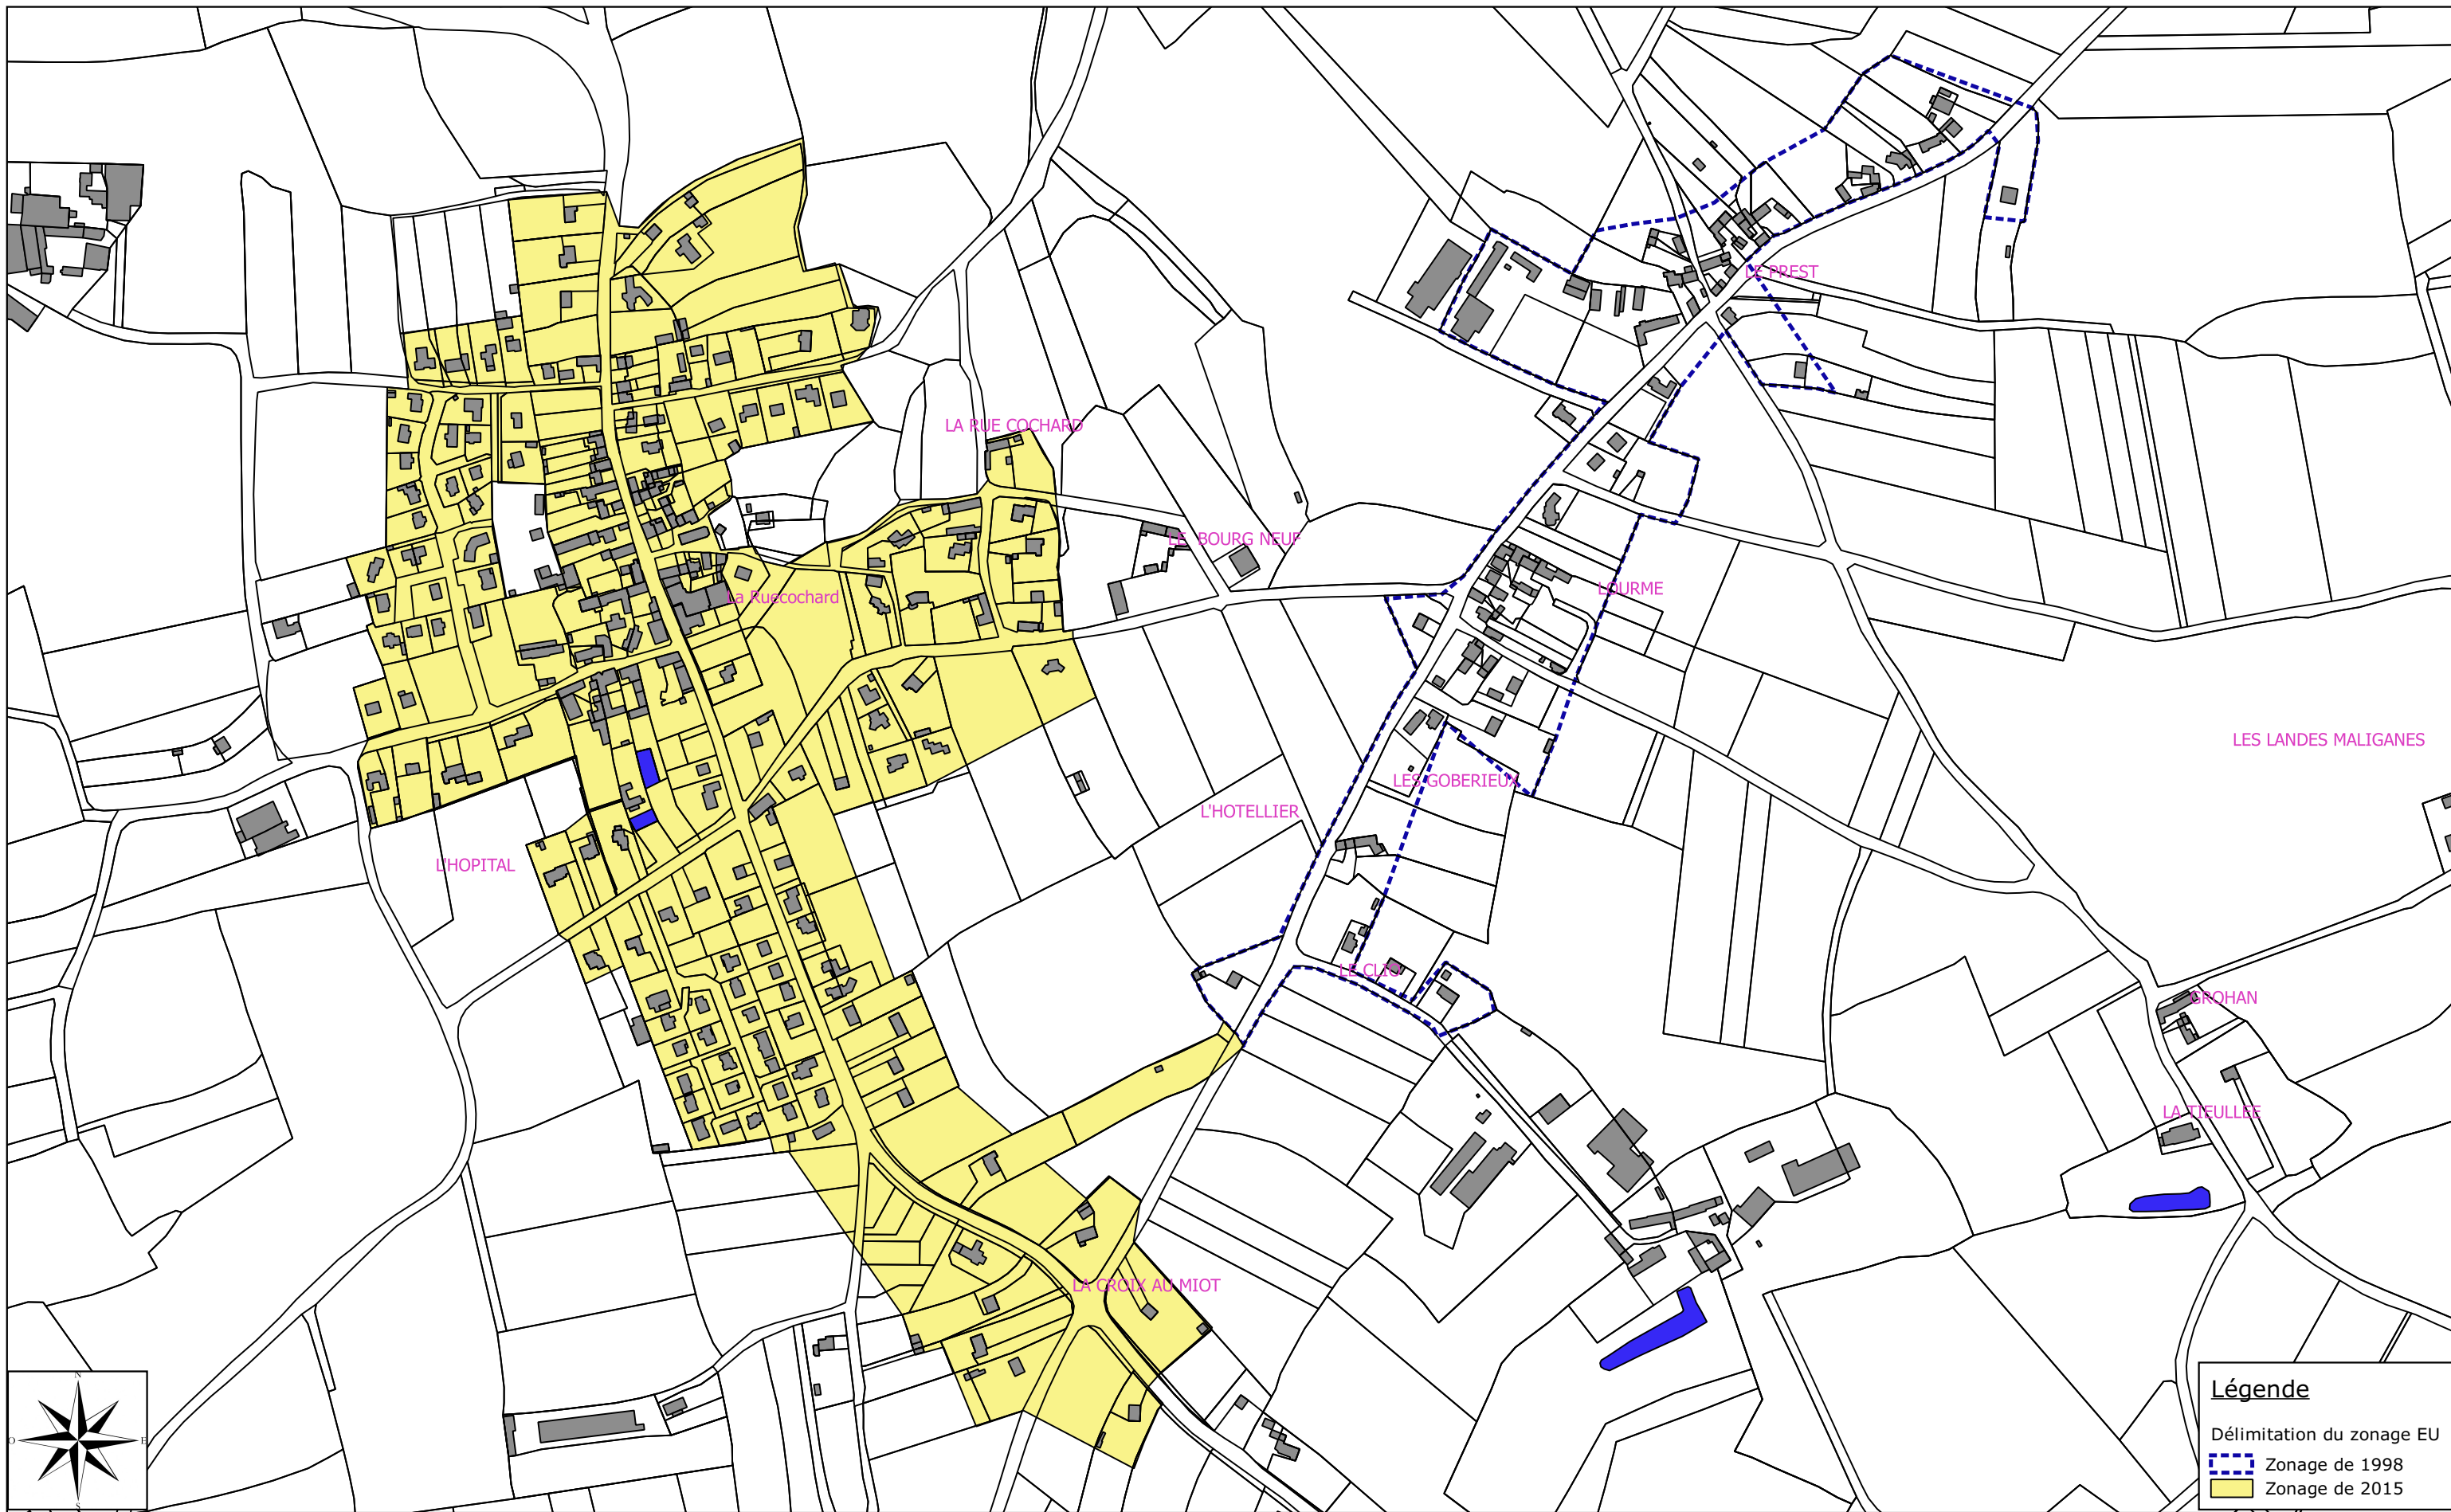 LE PREST
LA RUE COCHARD
LE BOURG NEUF
LOURME
La Ruecochard
LES LANDES MALIGANES
LES GOBERIEUX
L'HOTELLIER
L'HOPITAL
LE CLIO
GROHAN
LA TIEULLEE
LA CROIX AU MIOT
N
O
E
S
Légende
Délimitation du zonage EU
Zonage de 1998
Zonage de 2015